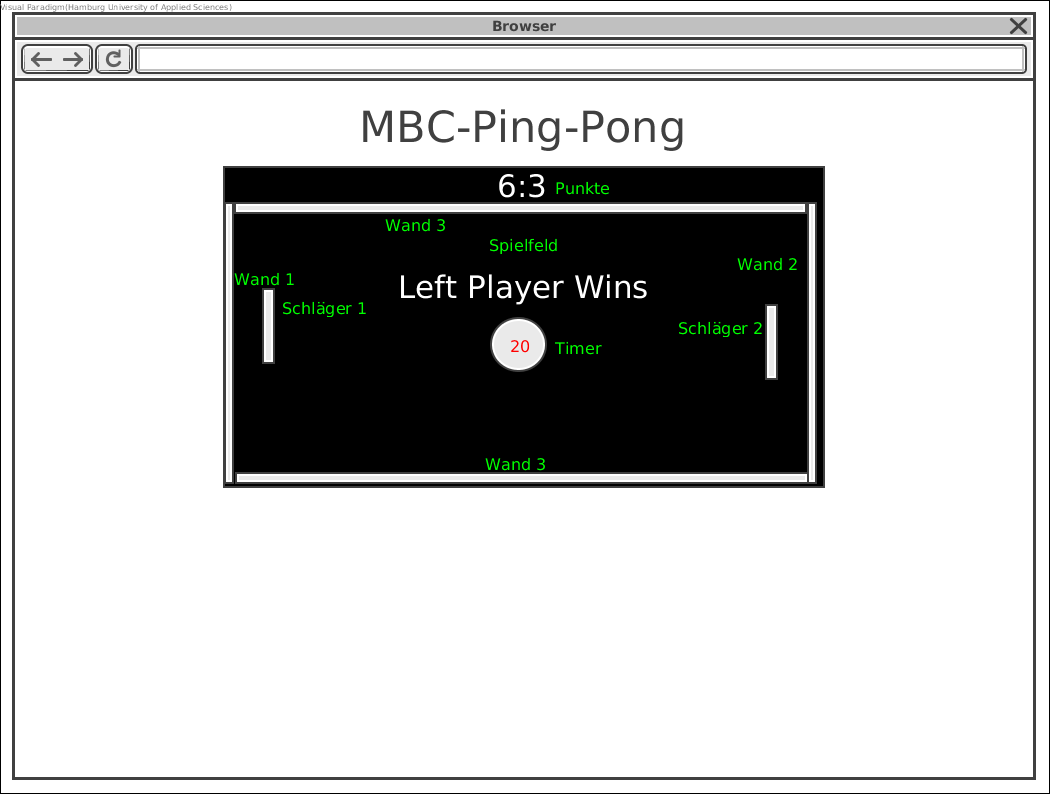 Visual Paradigm(Hamburg University of Applied Sciences)
Browser
MBC-Ping-Pong
6:3 Punkte
Wand 3
Spielfeld
Wand 2
Wand 1
Left Player Wins
Schläger 1
Schläger 2
20 Timer
Wand 3